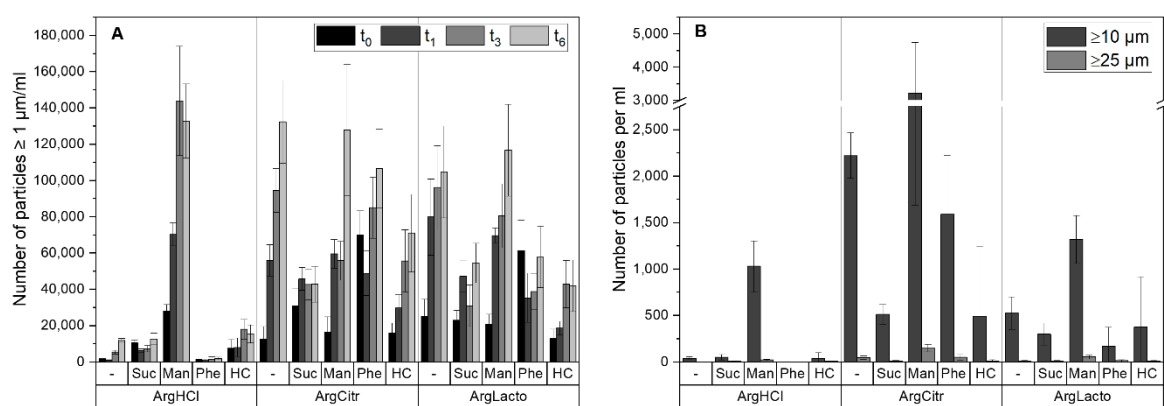 A
t0 t1 t3 t6
Number of particles ≥ 1 µm/ml
180,000
160,000
140,000
120,000
100,000
80,000
60,000
40,000
20,000
0
- Suc Man Phe HC - Suc Man Phe HC - Suc Man Phe HC
ArgHCl ArgCitr ArgLacto
B
≥10 µm
≥25 µm
Number of particles per ml
5,000
4,000
3,000
2,500
2,000
1,500
1,000
500
0
- Suc Man Phe HC - Suc Man Phe HC - Suc Man Phe HC
ArgHCl ArgCitr ArgLacto